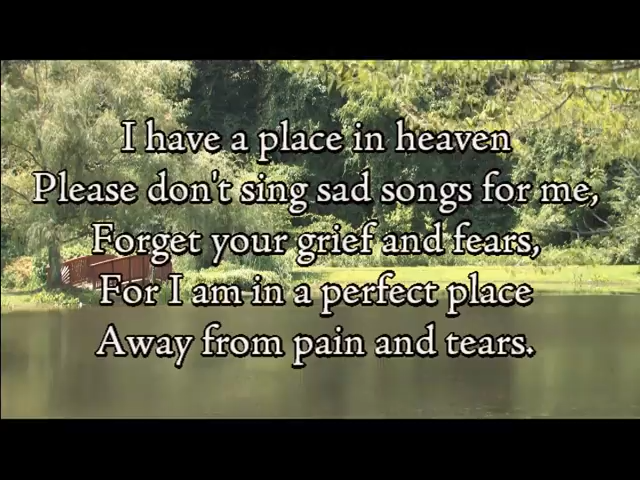 I have a place in heaven
Please don't sing sad songs for me,
Forget your grief and fears,
For I am in a perfect place
Away from pain and tears.